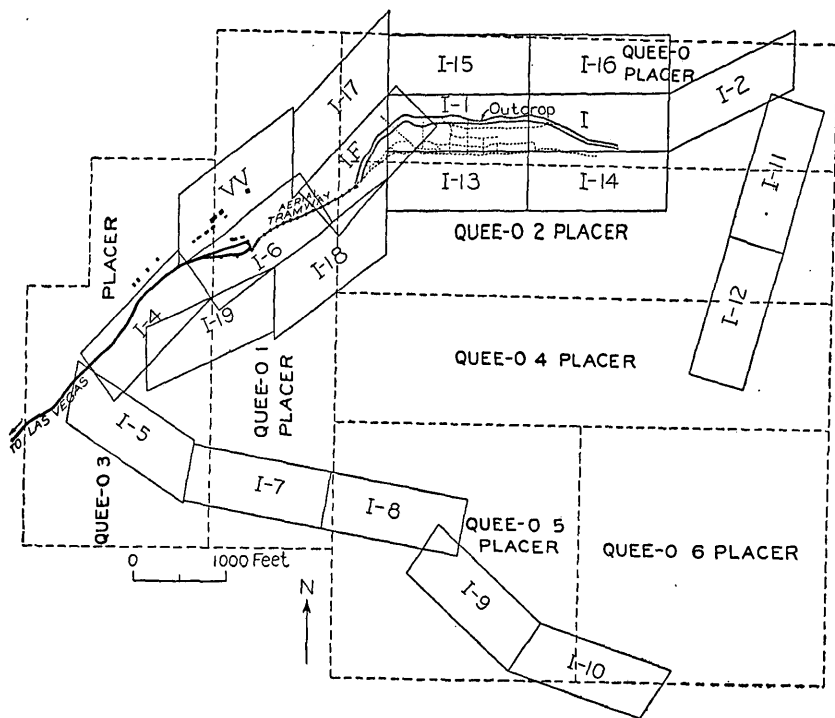 I-15
I-16
QUEE-O
PLACER
I-2
I-17
I-1
Outcrop
I
I-11
I-F
VV.
I-13
I-14
AERIAL
TRAMWAY
QUEE-O 2 PLACER
PLACER
I-6
I-18
I-12
I-4
I-19
QUEE-O 1
PLACER
QUEE-O 4 PLACER
TO LAS VEGAS
I-5
QUEE-O 3
I-7
I-8
QUEE-O 5
PLACER
QUEE-O 6 PLACER
0 1000 Feet
N
I-9
I-10